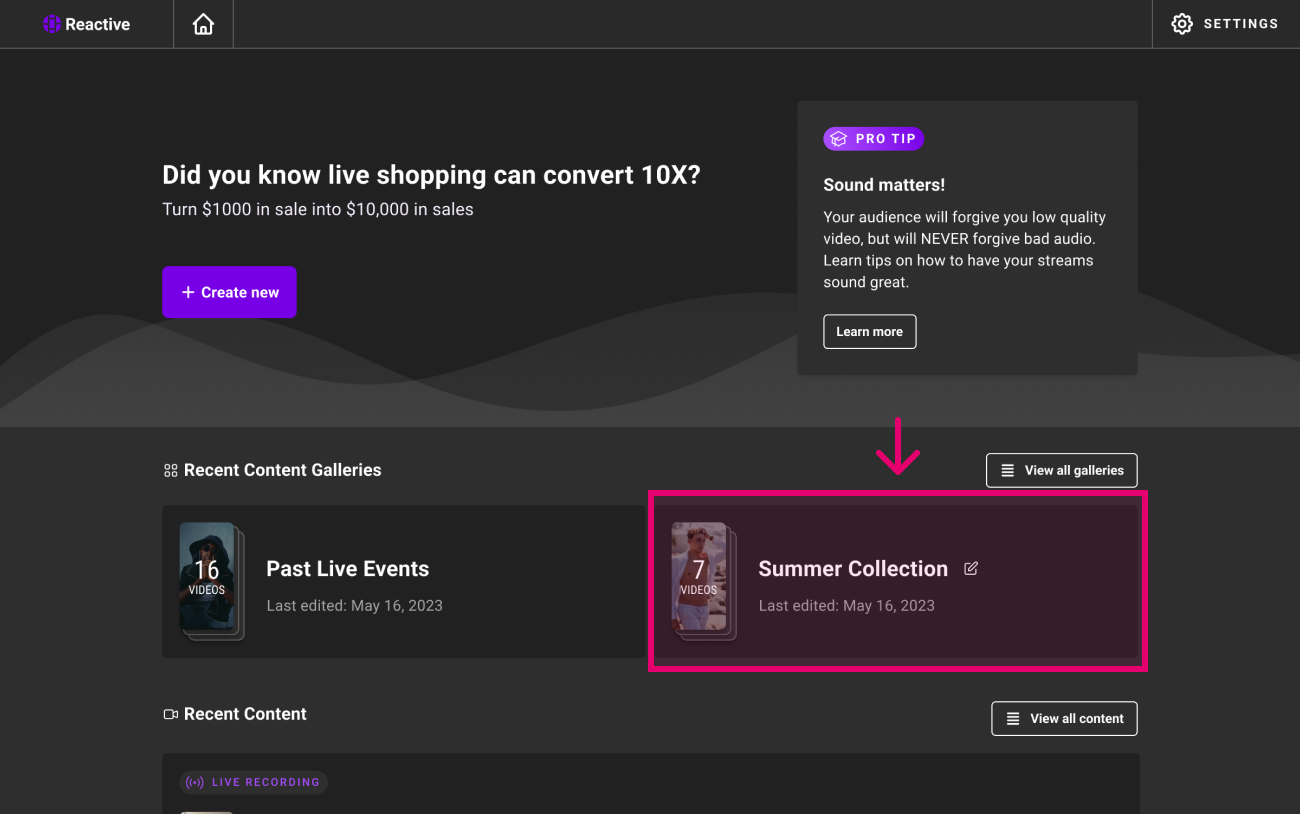 Reactive
SETTINGS
Did you know live shopping can convert 10X?
Turn $1000 in sale into $10,000 in sales
+ Create new
PRO TIP
Sound matters!
Your audience will forgive you low quality
video, but will NEVER forgive bad audio.
Learn tips on how to have your streams
sound great.
Learn more
Recent Content Galleries
View all galleries
16
VIDEOS
Past Live Events
Last edited: May 16, 2023
7
VIDEOS
Summer Collection
Last edited: May 16, 2023
Recent Content
View all content
LIVE RECORDING